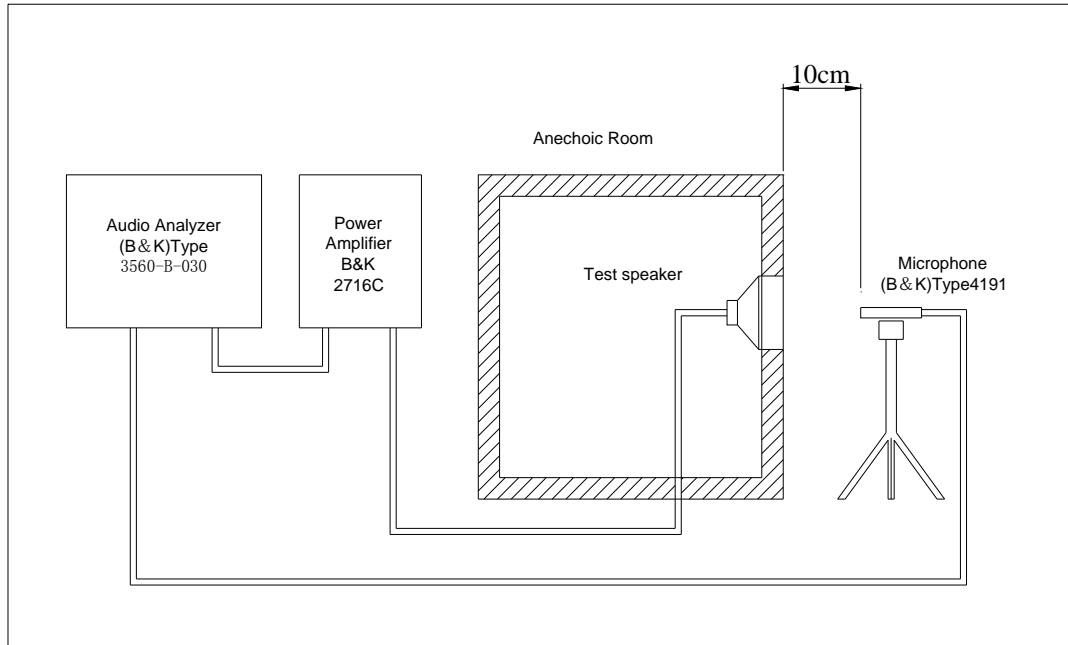 10cm
Anechoic Room
Audio Analyzer
(B&K)Type
3560-B-030
Power
Amplifier
B&K
2716C
Test speaker
Microphone
(B&K)Type4191